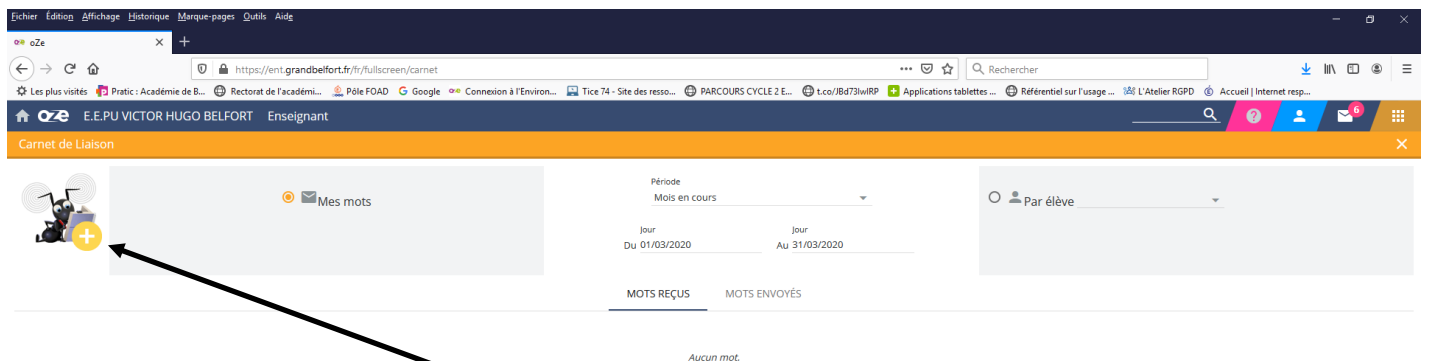 Fichier Édition Affichage Historique Marque-pages Outils Aide
oZe
https://ent.grandbelfort.fr/fr/fullscreen/carnet
Rechercher
Les plus visités Pratic : Académie de B... Rectorat de l'académi... Pôle FOAD Google Connexion à l'Environ... Tice 74 - Site des resso... PARCOURS CYCLE 2 E... t.co/JBd73lwlRP Applications tablettes ... Référentiel sur l'usage ... L'Atelier RGPD Accueil | Internet resp...
oze E.E.PU VICTOR HUGO BELFORT Enseignant 6
Carnet de Liaison
Période
Mes mots
Mois en cours
Par élève
Jour Jour
Du 01/03/2020 Au 31/03/2020
MOTS REÇUS MOTS ENVOYÉS
Aucun mot.